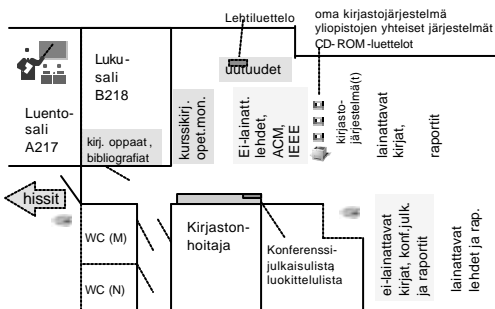 Lehtiluettelo
oma kirjastojärjestelmä
yliopistojen yhteiset järjestelmät
CD-ROM-luettelot
Luku-
sali
B218
uutuudet
Luento-
sali
A217
kirj. oppaat,
bibliografiat
kurssikirj.
opet.mon.
Ei-lainatt.
lehdet,
ACM,
IEEE
kirjasto-
järjestelmä(t)
lainattavat
kirjat,
raportit
hissit
WC (M)
WC (N)
Kirjaston-
hoitaja
Konferenssi-
julkaisulista
luokittelulista
ei-lainattavat
kirjat, konf.julk.
ja raportit
lainattavat
lehdet ja rap.